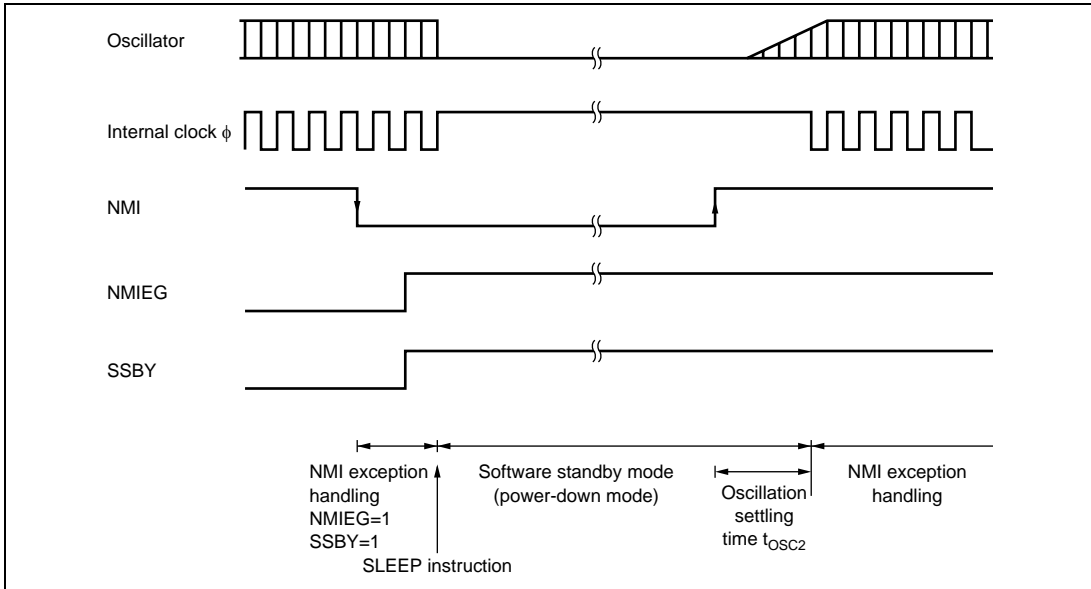 Oscillator
Internal clock ϕ
NMI
NMIEG
SSBY
NMI exception
handling
NMIEG=1
SSBY=1
SLEEP instruction
Software standby mode
(power-down mode)
Oscillation
settling
time tOSC2
NMI exception
handling